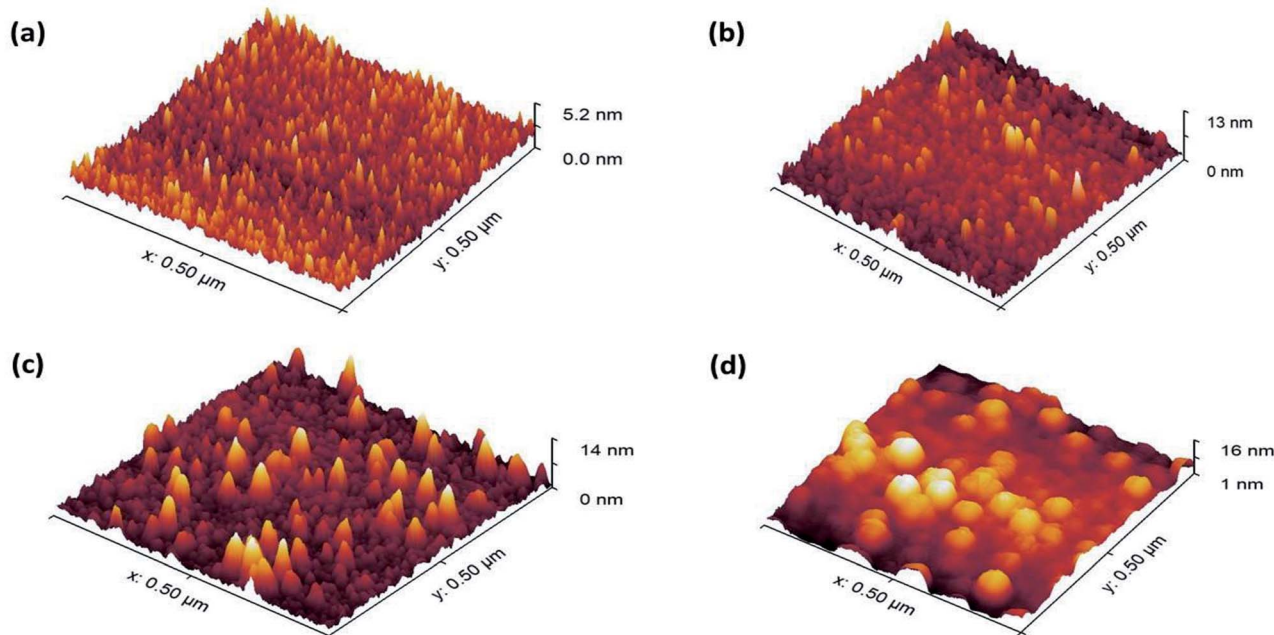 (a)
5.2 nm
0.0 nm
x: 0.50 µm
y: 0.50 µm
(b)
13 nm
0 nm
x: 0.50 µm
y: 0.50 µm
(c)
14 nm
0 nm
x: 0.50 µm
y: 0.50 µm
(d)
16 nm
1 nm
x: 0.50 µm
y: 0.50 µm